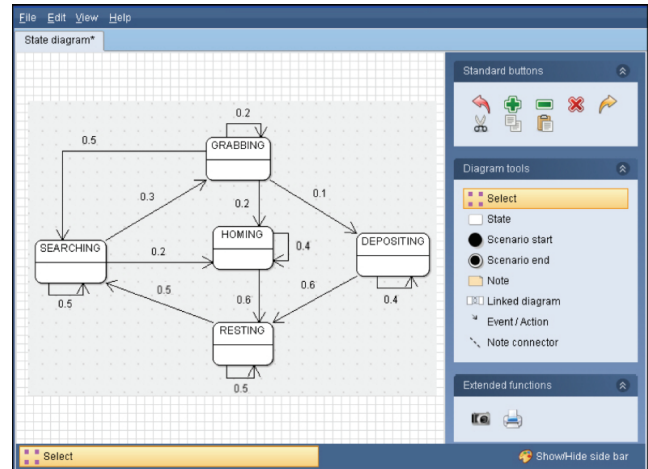 File Edit View Help
State diagram*
Standard buttons
0.2
0.5
GRABBING
Diagram tools
0.3
0.2
0.1
Select
State
SEARCHING
HOMING
DEPOSITING
Scenario start
0.4
0.2
Scenario end
Note
0.5
0.5
0.6
0.6
0.4
Linked diagram
Event / Action
RESTING
Note connector
0.5
Extended functions
Select
Show/Hide side bar